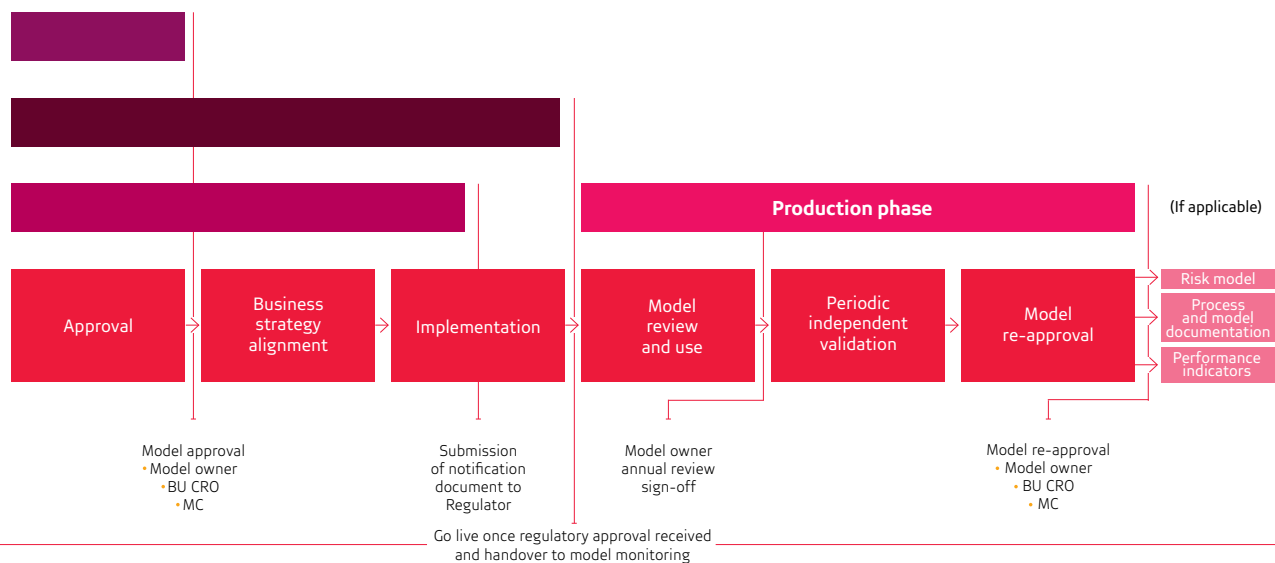 Production phase
(If applicable)
Approval
Business
strategy
alignment
Implementation
Model
review
and use
Periodic
independent
validation
Model
re-approval
Risk model
Process
and model
documentation
Performance
indicators
Model approval
• Model owner
• BU CRO
• MC
Submission
of notification
document to
Regulator
Model owner
annual review
sign-off
Model re-approval
• Model owner
• BU CRO
• MC
Go live once regulatory approval received
and handover to model monitoring